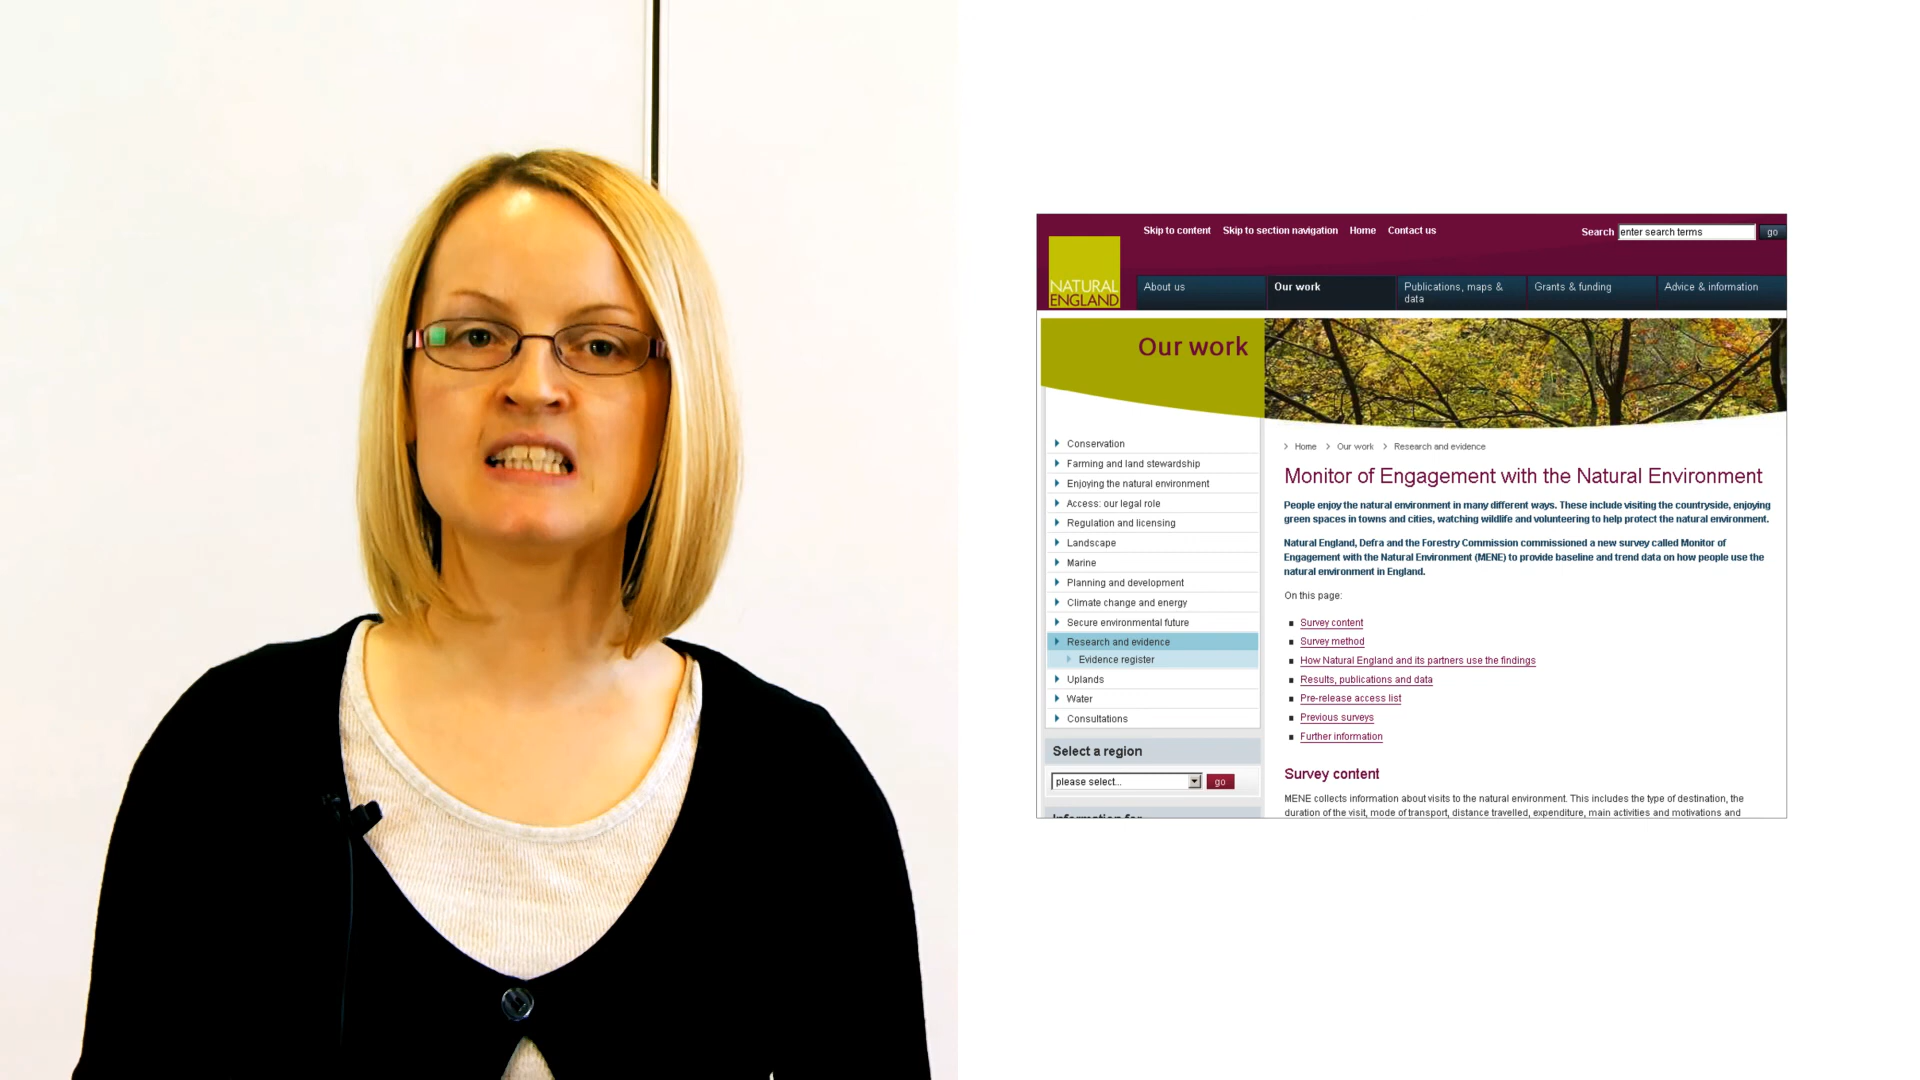 Skip to content Skip to section navigation Home Contact us
Search enter search terms go
NATURAL
ENGLAND
About us
Our work
Publications, maps &
data
Grants & funding
Advice & information
Our work
Conservation
Farming and land stewardship
Enjoying the natural environment
Access: our legal role
Regulation and licensing
Landscape
Marine
Planning and development
Climate change and energy
Secure environmental future
Research and evidence
Evidence register
Uplands
Water
Consultations
Select a region
please select... go
Information for
Home Our work Research and evidence
Monitor of Engagement with the Natural Environment
People enjoy the natural environment in many different ways. These include visiting the countryside, enjoying
green spaces in towns and cities, watching wildlife and volunteering to help protect the natural environment.
Natural England, Defra and the Forestry Commission commissioned a new survey called Monitor of
Engagement with the Natural Environment (MENE) to provide baseline and trend data on how people use the
natural environment in England.
On this page:
Survey content
Survey method
How Natural England and its partners use the findings
Results, publications and data
Pre-release access list
Previous surveys
Further information
Survey content
MENE collects information about visits to the natural environment. This includes the type of destination, the
duration of the visit, mode of transport, distance travelled, expenditure, main activities and motivations and